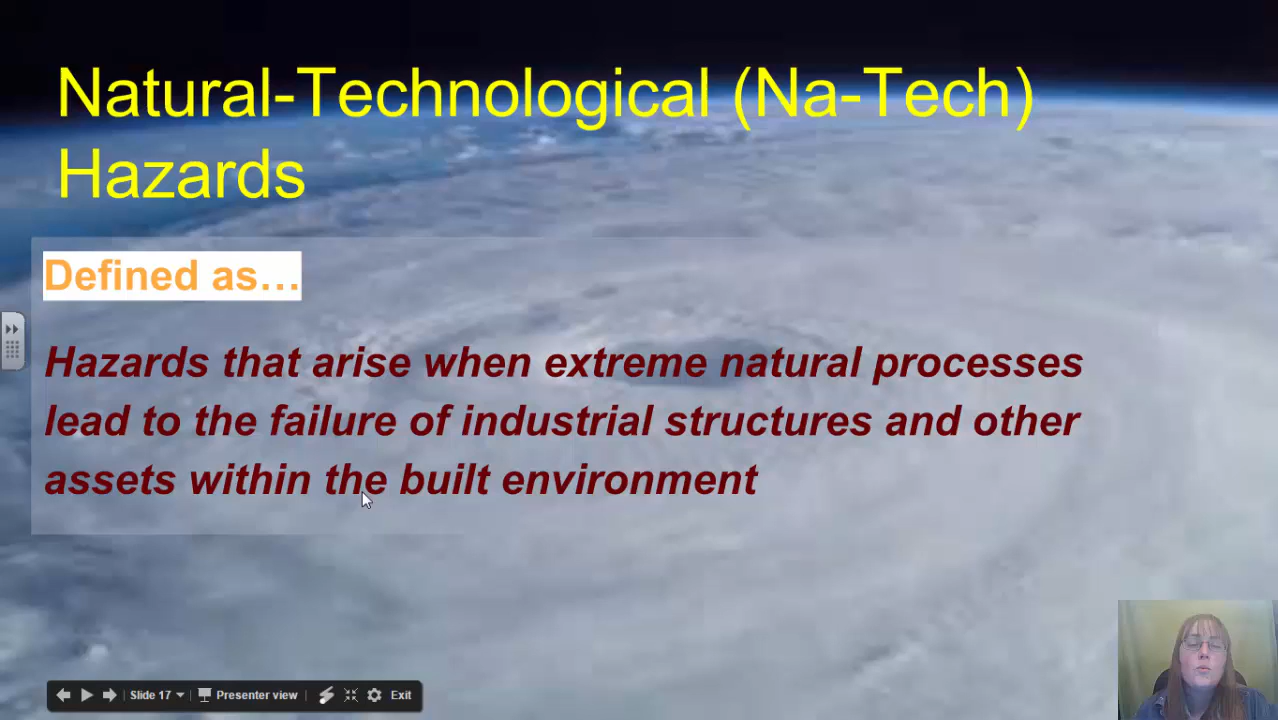 Natural-Technological (Na-Tech)
Hazards
Defined as…
Hazards that arise when extreme natural processes
lead to the failure of industrial structures and other
assets within the built environment
Slide 17
Presenter view
Exit